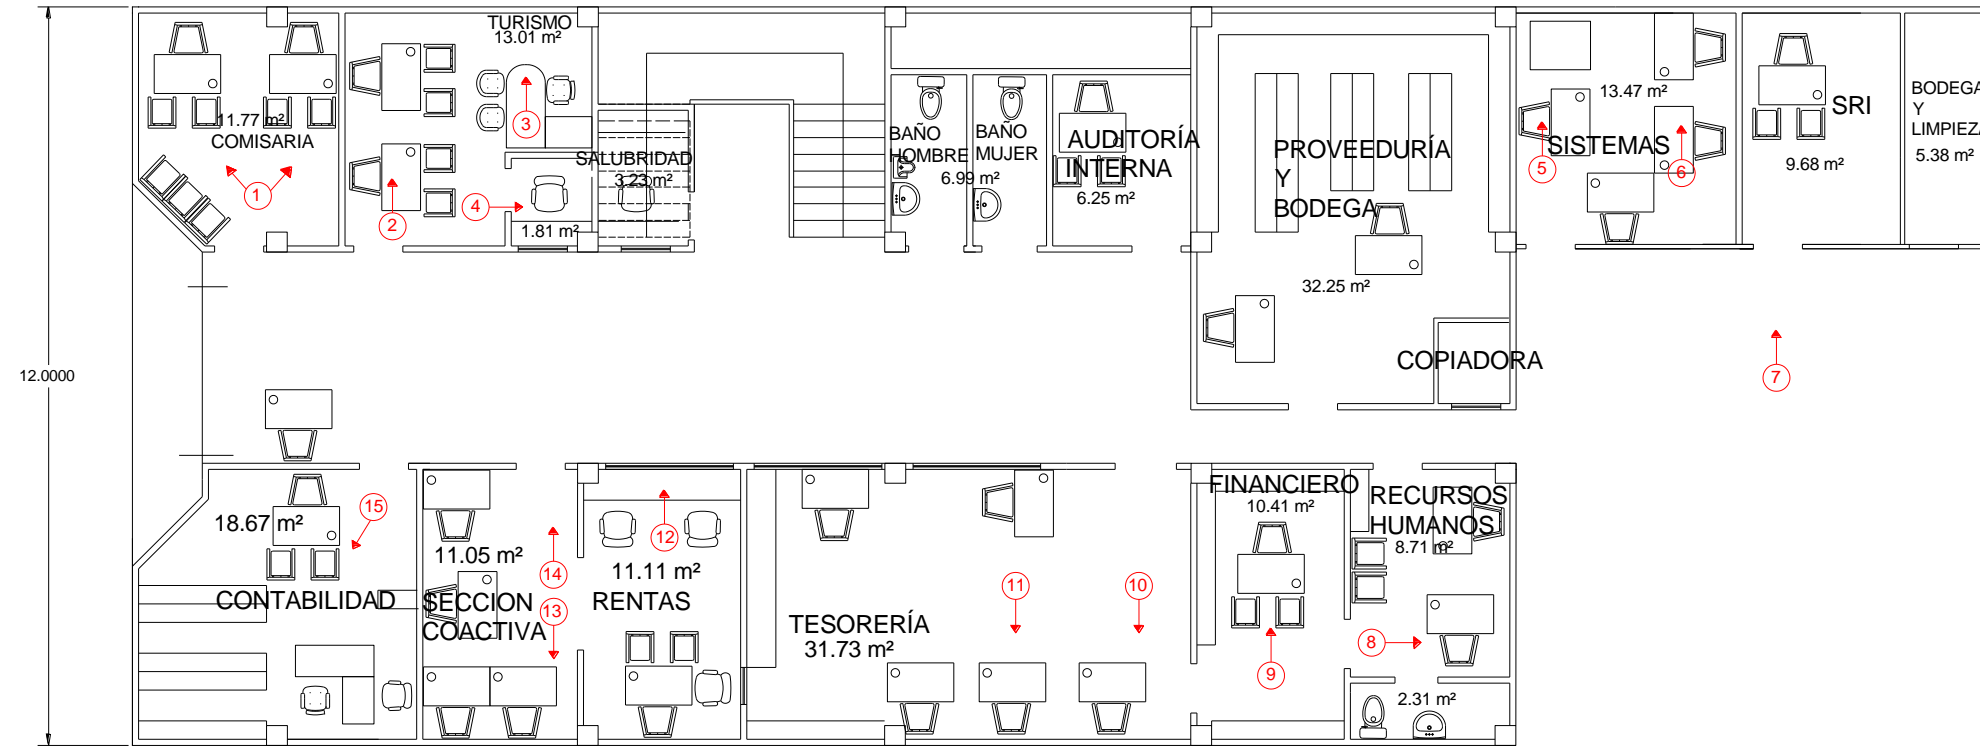 TURISMO
13.01 m²
11.77 m²
COMISARIA
1
2
3
4
SALUBRIDAD
3.23 m²
1.81 m²
BAÑO
HOMBRE
BAÑO
MUJER
6.99 m²
AUDITORÍA
INTERNA
6.25 m²
PROVEEDURÍA
Y
BODEGA
32.25 m²
COPIADORA
13.47 m²
SISTEMAS
5
6
SRI
9.68 m²
BODEGA
Y
LIMPIEZA
5.38 m²
7
12.0000
18.67 m²
15
CONTABILIDAD
11.05 m²
14
13
SECCION
COACTIVA
12
11.11 m²
RENTAS
TESORERÍA
31.73 m²
11
10
FINANCIERO
10.41 m²
9
RECURSOS
HUMANOS
8.71 m²
8
2.31 m²